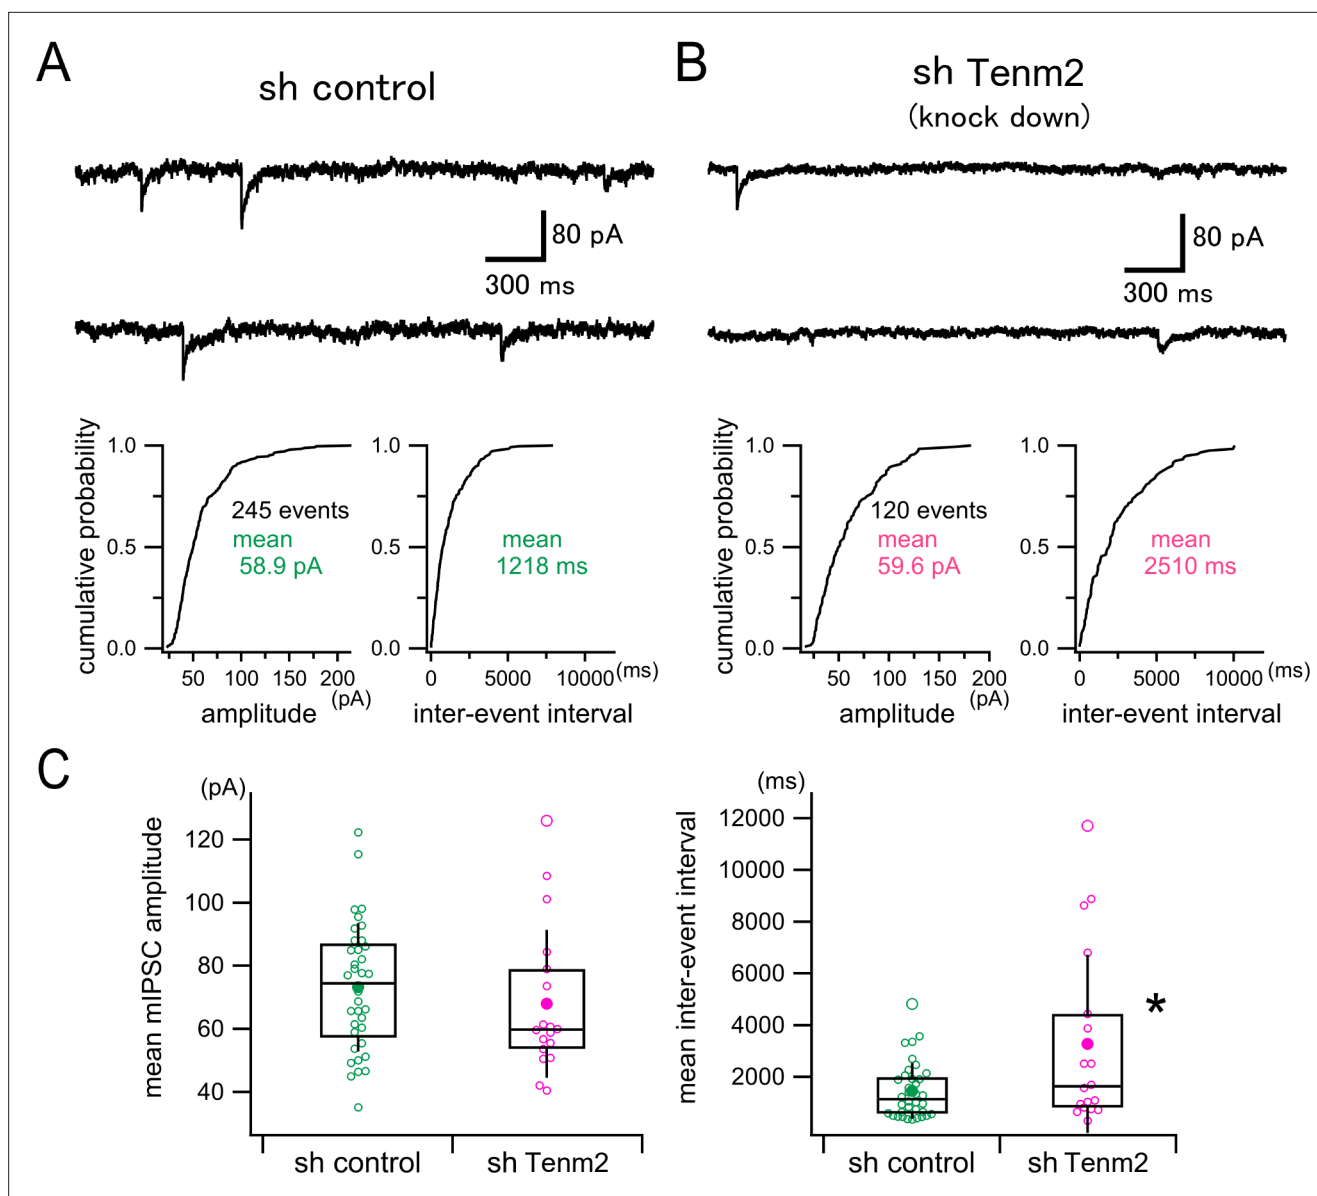 A
sh control
80 pA
300 ms
cumulative probability
1.0
0.5
0.0
245 events
mean
58.9 pA
50
100
150
200
(pA)
amplitude
1.0
0.5
0.0
mean
1218 ms
0
5000
10000
(ms)
inter-event interval
B
sh Tenm2
(knock down)
80 pA
300 ms
cumulative probability
1.0
0.5
0.0
120 events
mean
59.6 pA
50
100
150
200
(pA)
amplitude
1.0
0.5
0.0
mean
2510 ms
0
5000
10000
(ms)
inter-event interval
C
(pA)
mean mIPSC amplitude
120
100
80
60
40
sh control
sh Tenm2
(ms)
mean inter-event interval
12000
10000
8000
6000
4000
2000
*
sh control
sh Tenm2